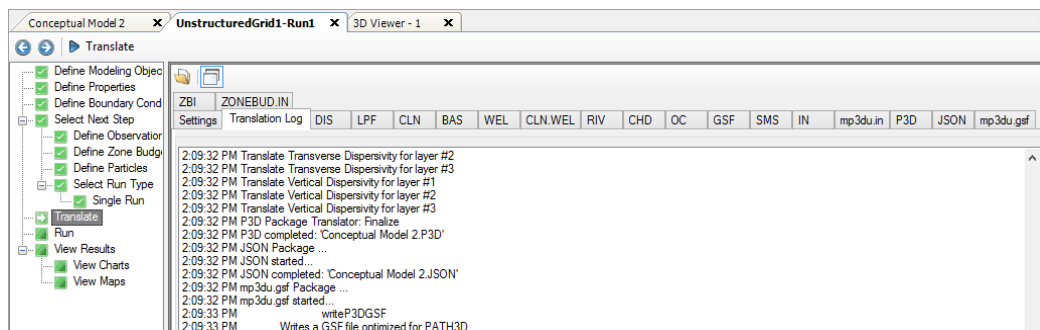 Conceptual Model 2 X UnstructuredGrid1-Run1 X 3D Viewer - 1 X
Translate
Define Modeling Objec
Define Properties
Define Boundary Cond
Select Next Step
Define Observation
Define Zone Budg
Define Particles
Select Run Type
Single Run
Translate
Run
View Results
View Charts
View Maps
ZBI ZONEBUD.IN
Settings Translation Log DIS LPF CLN BAS WEL CLN.WEL RIV CHD OC GSF SMS IN mp3du.in P3D JSON mp3du.gsf
2:09:32 PM Translate Transverse Dispersivity for layer #2
2:09:32 PM Translate Transverse Dispersivity for layer #3
2:09:32 PM Translate Vertical Dispersivity for layer #1
2:09:32 PM Translate Vertical Dispersivity for layer #2
2:09:32 PM Translate Vertical Dispersivity for layer #3
2:09:32 PM P3D Package Translator: Finalize
2:09:32 PM P3D completed: 'Conceptual Model 2.P3D'
2:09:32 PM JSON Package ...
2:09:32 PM JSON started...
2:09:32 PM JSON completed: 'Conceptual Model 2.JSON'
2:09:32 PM mp3du.gsf Package ...
2:09:32 PM mp3du.gsf started...
2:09:33 PM writeP3DGSF
2:09:33 PM Writes a GSF file optimized for PATH3D